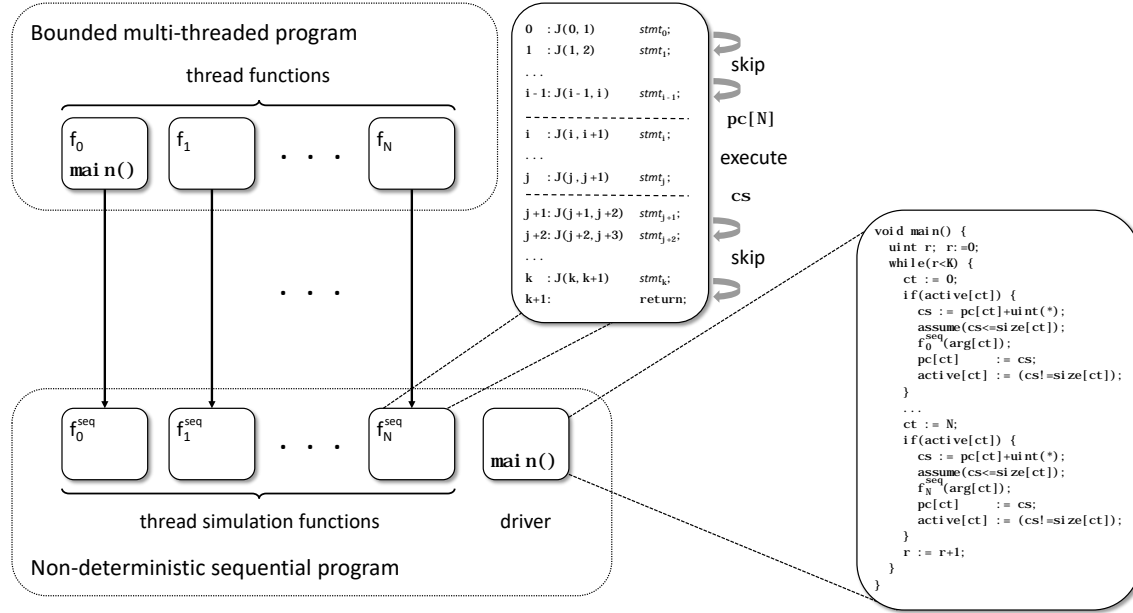 Bounded multi-threaded program
thread functions
f0
main()
f1
. . .
fN
. . .
f0seq
f1seq
. . .
fNseq
main()
thread simulation functions
driver
Non-deterministic sequential program
0 : J(0, 1) stmt0;
1 : J(1, 2) stmt1;
...
i-1: J(i-1, i) stmti-1;
i : J(i, i+1) stmti;
...
j : J(j, j+1) stmtj;
j+1: J(j+1, j+2) stmtj+1;
j+2: J(j+2, j+3) stmtj+2;
...
k : J(k, k+1) stmtk;
k+1: return;
skip
pc[N]
execute
cs
skip
void main() {
uint r; r:=0;
while(r<K) {
ct := 0;
if(active[ct]) {
cs := pc[ct]+uint(*);
assume(cs<=size[ct]);
f0seq(arg[ct]);
pc[ct] := cs;
active[ct] := (cs!=size[ct]);
}
...
ct := N;
if(active[ct]) {
cs := pc[ct]+uint(*);
assume(cs<=size[ct]);
fNseq(arg[ct]);
pc[ct] := cs;
active[ct] := (cs!=size[ct]);
}
r := r+1;
}
}